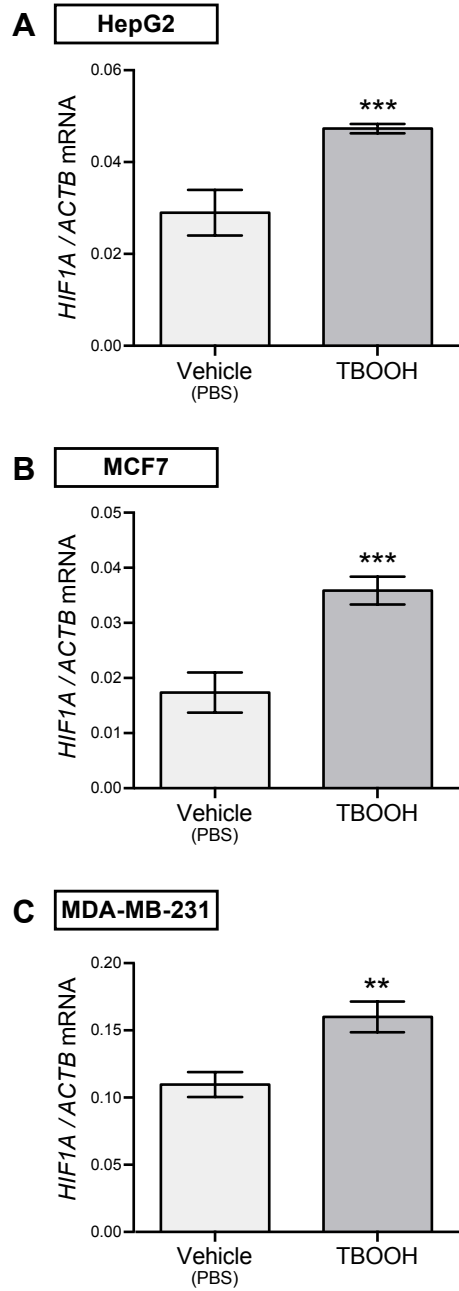 A HepG2
HIF1A / ACTB mRNA
0.06
0.04
0.02
0.00
***
Vehicle TBOOH
(PBS)
B MCF7
HIF1A / ACTB mRNA
0.05
0.04
0.03
0.02
0.01
0.00
***
Vehicle TBOOH
(PBS)
C MDA-MB-231
HIF1A / ACTB mRNA
0.20
0.15
0.10
0.05
0.00
**
Vehicle TBOOH
(PBS)